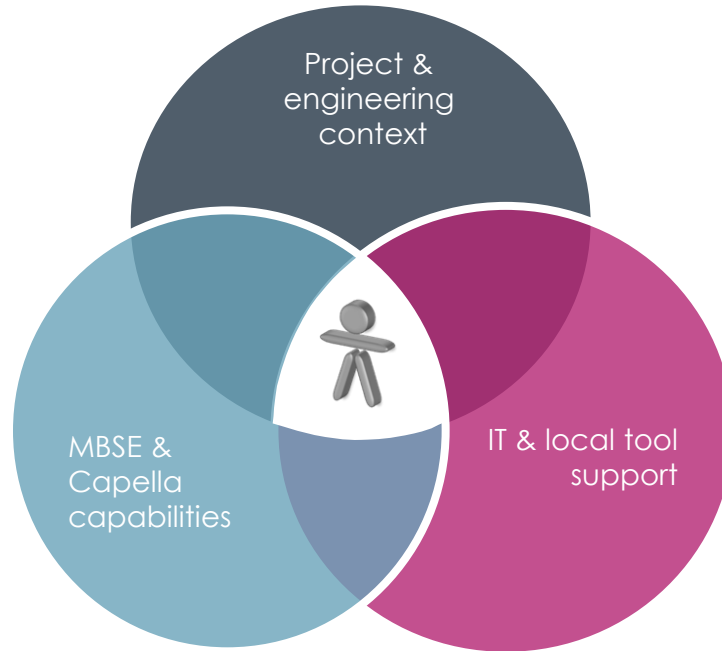 Project &
engineering
context
MBSE &
Capella
capabilities
IT & local tool
support